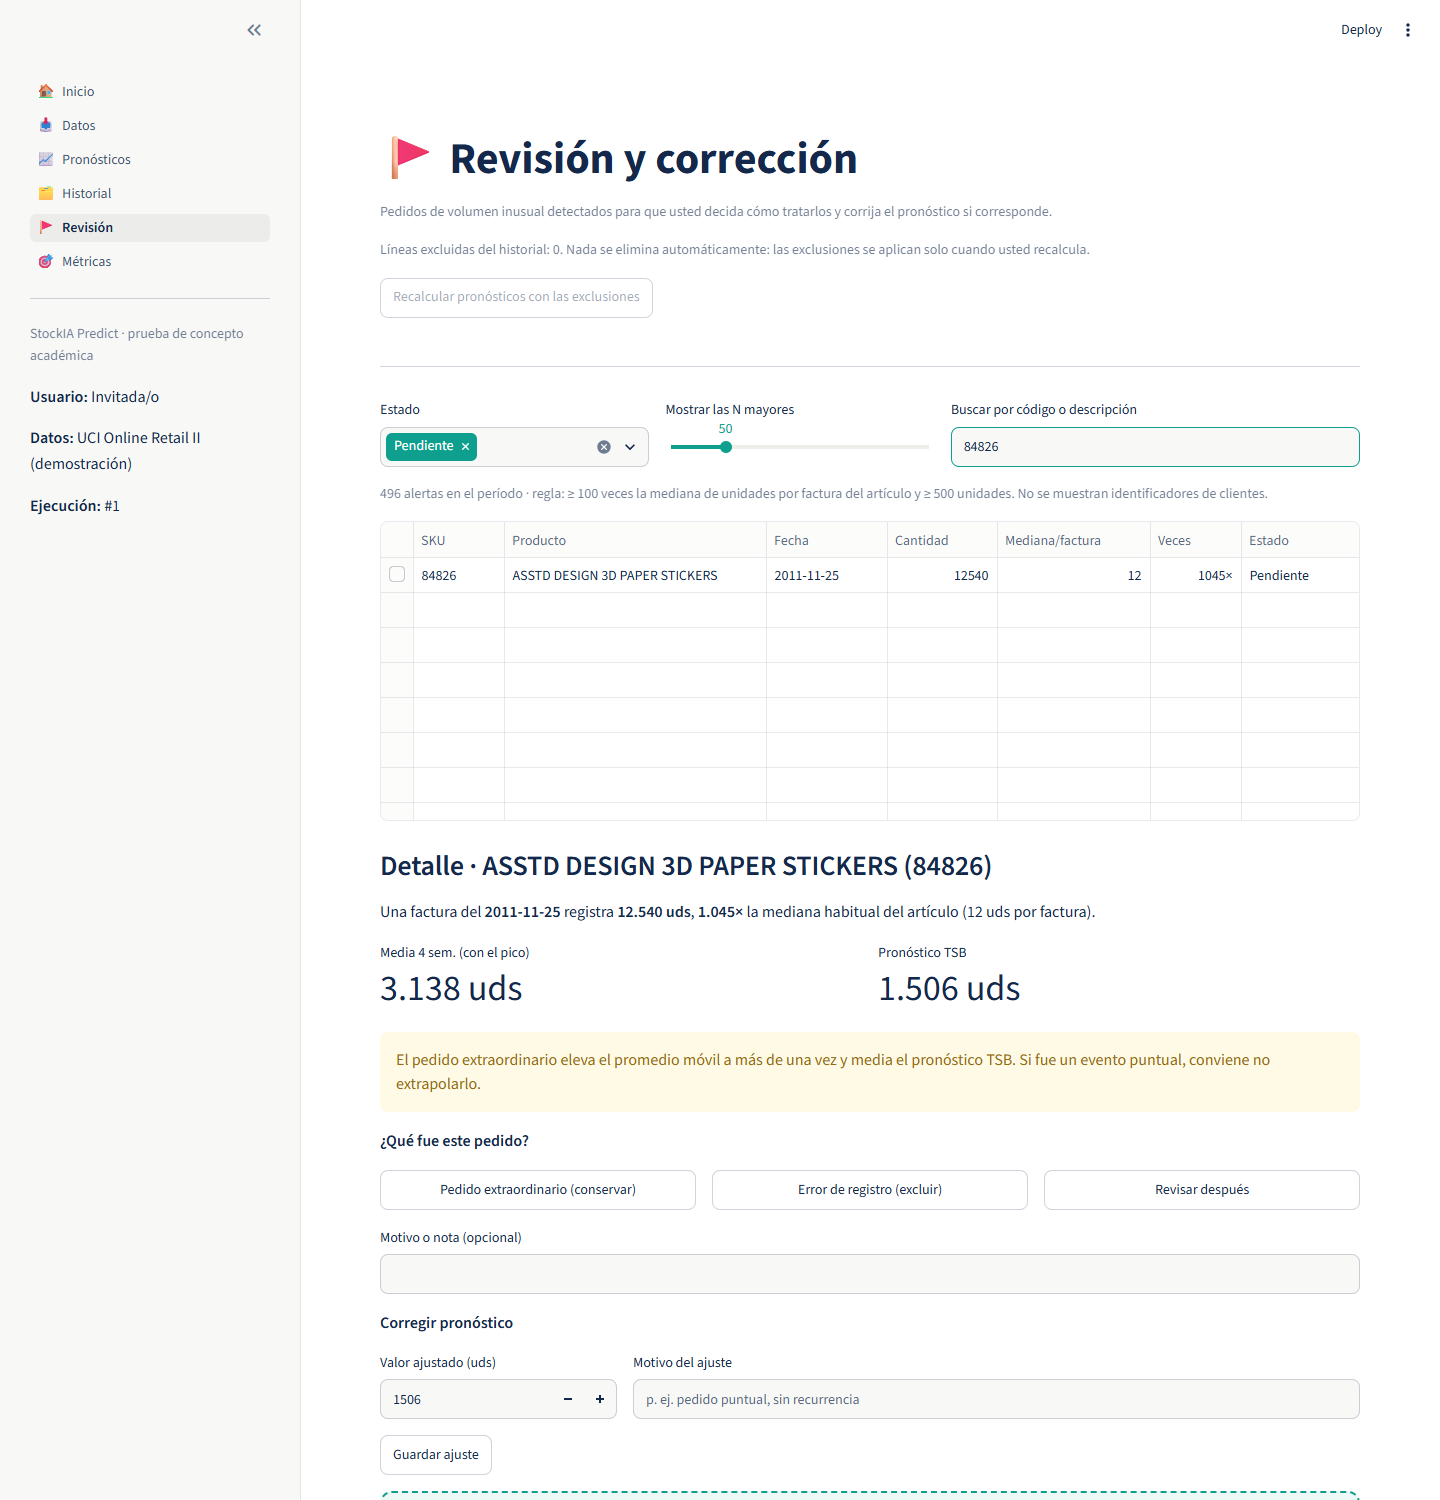 Deploy
Inicio
Datos
Pronósticos
Historial
Revisión
Métricas
StockIA Predict · prueba de concepto
académica
Usuario: Invitada/o
Datos: UCI Online Retail II
(demostración)
Ejecución: #1
Revisión y corrección
Pedidos de volumen inusual detectados para que usted decida cómo tratarlos y corrija el pronóstico si corresponde.
Líneas excluidas del historial: 0. Nada se elimina automáticamente: las exclusiones se aplican solo cuando usted recalcula.
Recalcular pronósticos con las exclusiones
Estado Mostrar las N mayores Buscar por código o descripción
50
Pendiente 84826
496 alertas en el período · regla: ≥ 100 veces la mediana de unidades por factura del artículo y ≥ 500 unidades. No se muestran identificadores de clientes.
SKU Producto Fecha Cantidad Mediana/factura Veces Estado
84826 ASSTD DESIGN 3D PAPER STICKERS 2011-11-25 12540 12 1045× Pendiente
Detalle · ASSTD DESIGN 3D PAPER STICKERS (84826)
Una factura del 2011-11-25 registra 12.540 uds, 1.045× la mediana habitual del artículo (12 uds por factura).
Media 4 sem. (con el pico) Pronóstico TSB
3.138 uds 1.506 uds
El pedido extraordinario eleva el promedio móvil a más de una vez y media el pronóstico TSB. Si fue un evento puntual, conviene no
extrapolarlo.
¿Qué fue este pedido?
Pedido extraordinario (conservar) Error de registro (excluir) Revisar después
Motivo o nota (opcional)
Corregir pronóstico
Valor ajustado (uds) Motivo del ajuste
1506 − + p. ej. pedido puntual, sin recurrencia
Guardar ajuste